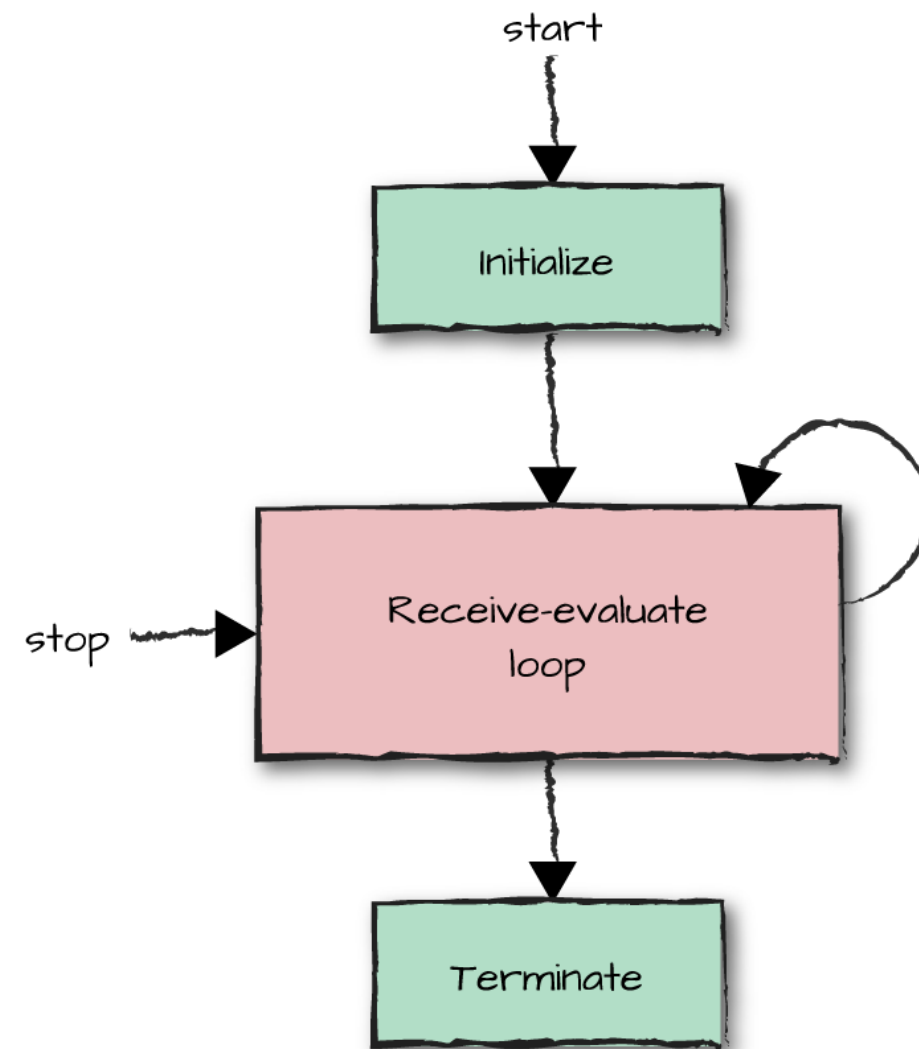 start
Initialize
Receive-evaluate
loop
stop
Terminate